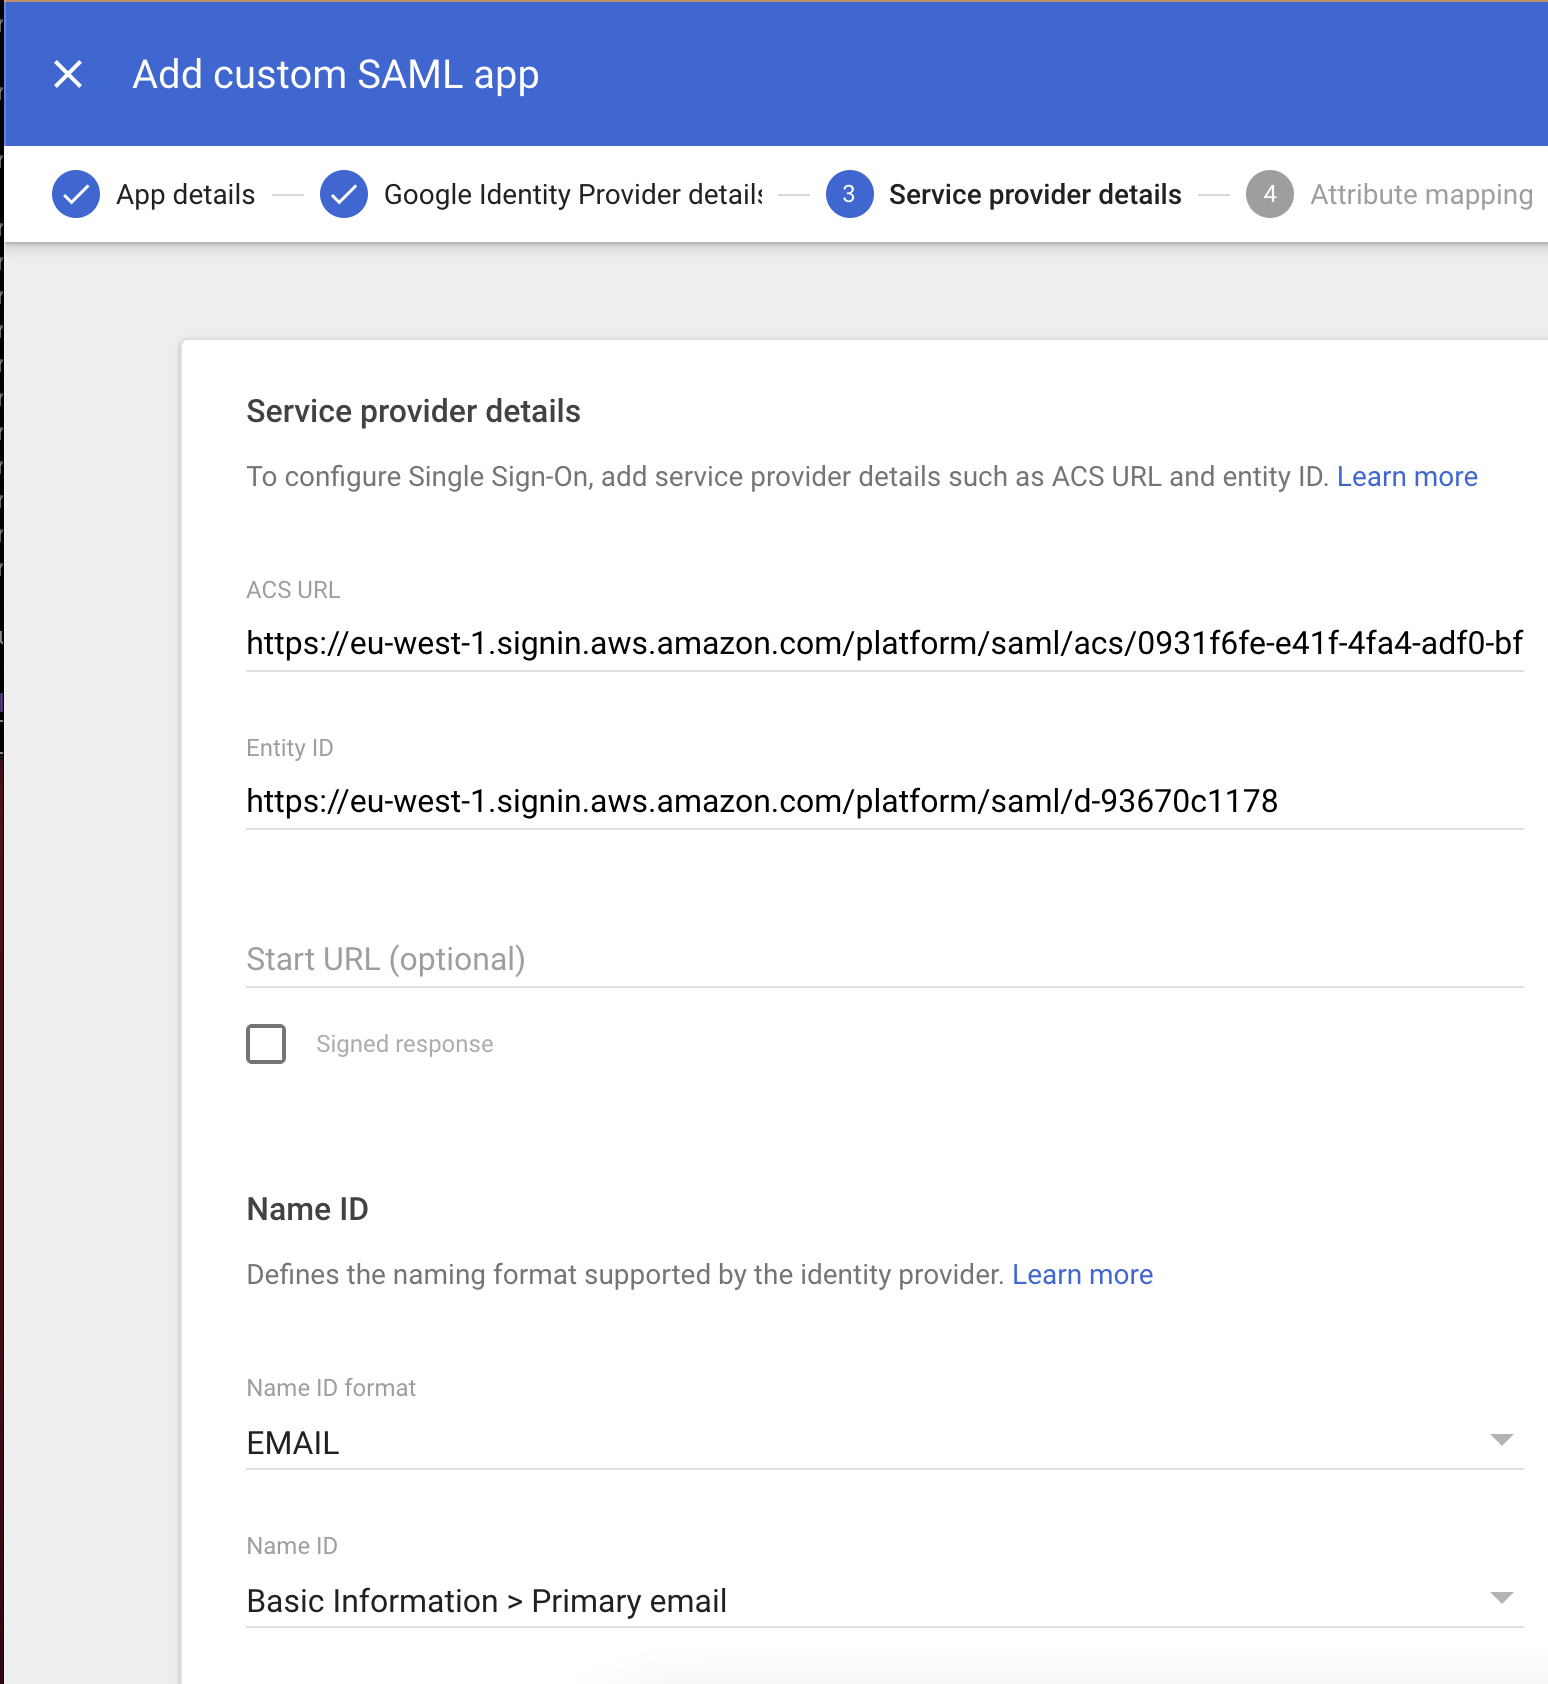 Add custom SAML app
App details
Google Identity Provider details
3
Service provider details
4
Attribute mapping
Service provider details
To configure Single Sign-On, add service provider details such as ACS URL and entity ID. Learn more
ACS URL
https://eu-west-1.signin.aws.amazon.com/platform/saml/acs/0931f6fe-e41f-4fa4-adf0-bf
Entity ID
https://eu-west-1.signin.aws.amazon.com/platform/saml/d-93670c1178
Start URL (optional)
Signed response
Name ID
Defines the naming format supported by the identity provider. Learn more
Name ID format
EMAIL
Name ID
Basic Information > Primary email